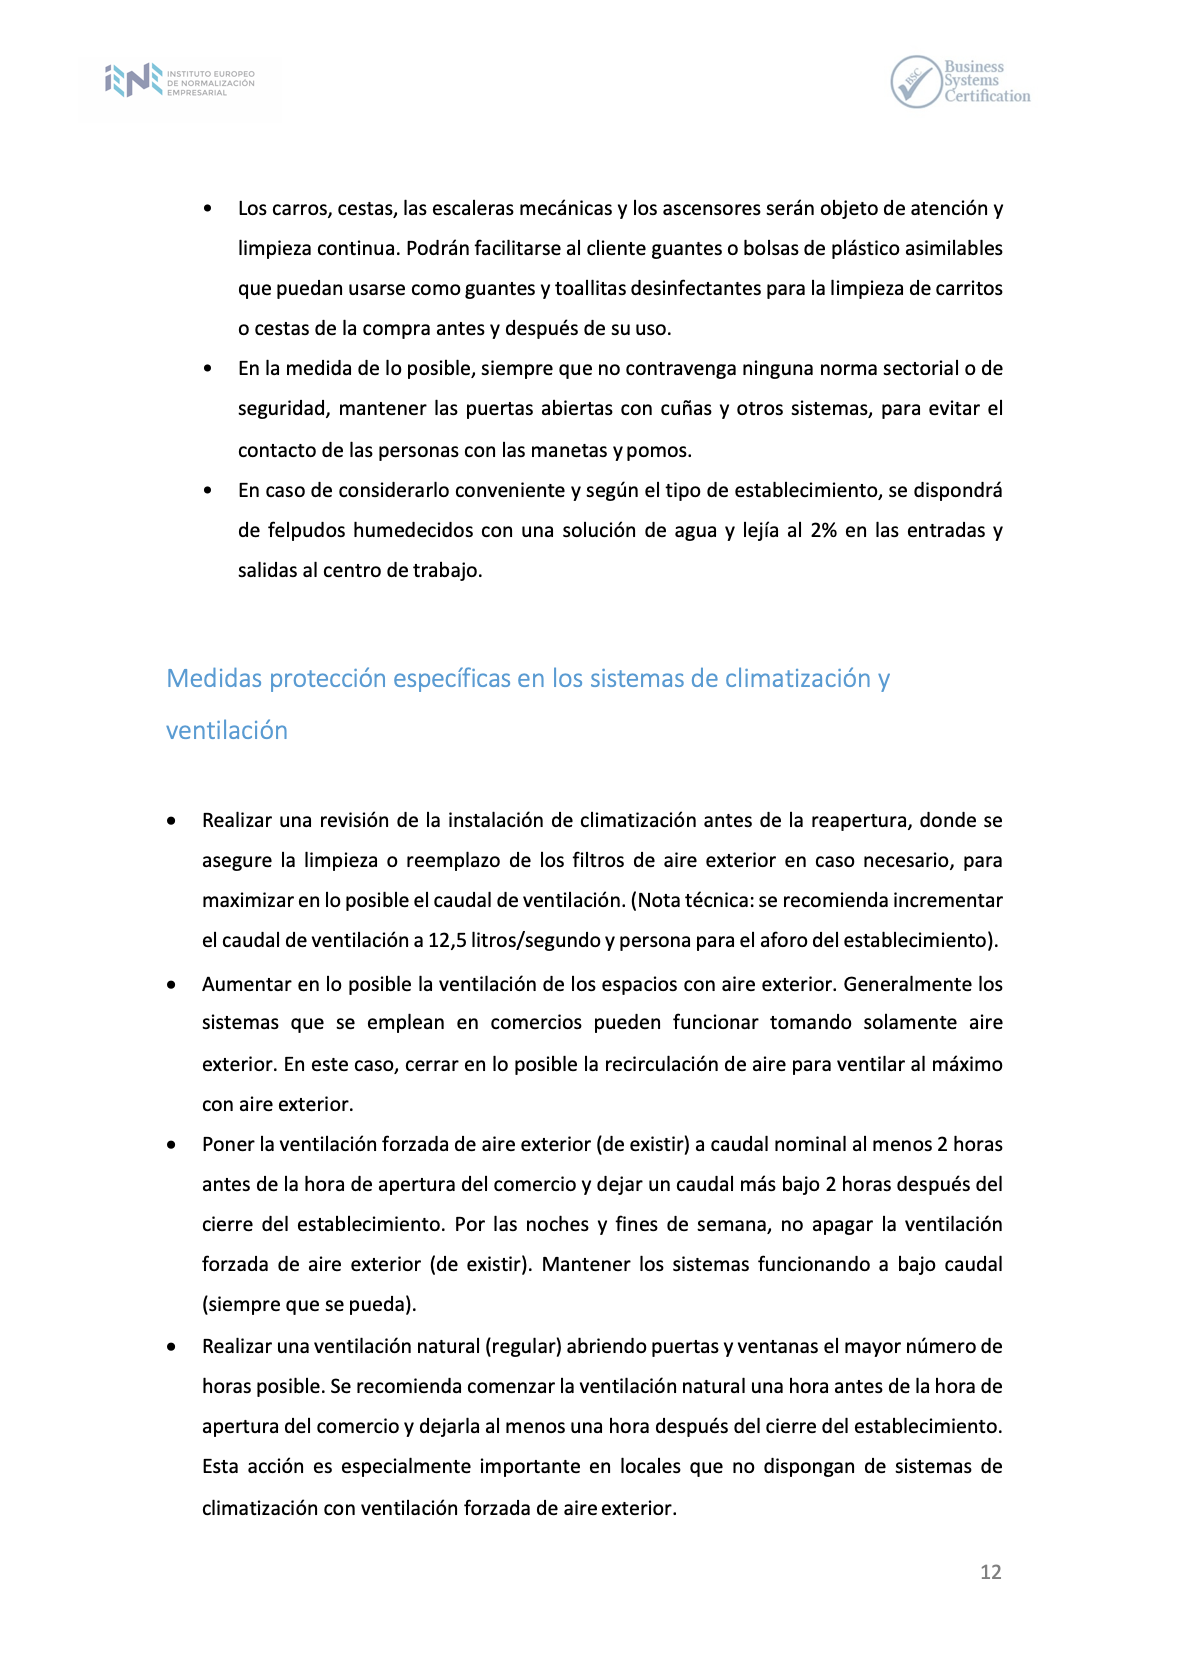 INSTITUTO EUROPEO
DE NORMALIZACIÓN
EMPRESARIAL
BSC
Business
Systems
Certification
• Los carros, cestas, las escaleras mecánicas y los ascensores serán objeto de atención y
limpieza continua. Podrán facilitarse al cliente guantes o bolsas de plástico asimilables
que puedan usarse como guantes y toallitas desinfectantes para la limpieza de carritos
o cestas de la compra antes y después de su uso.
• En la medida de lo posible, siempre que no contravenga ninguna norma sectorial o de
seguridad, mantener las puertas abiertas con cuñas y otros sistemas, para evitar el
contacto de las personas con las manetas y pomos.
• En caso de considerarlo conveniente y según el tipo de establecimiento, se dispondrá
de felpudos humedecidos con una solución de agua y lejía al 2% en las entradas y
salidas al centro de trabajo.
Medidas protección específicas en los sistemas de climatización y
ventilación
• Realizar una revisión de la instalación de climatización antes de la reapertura, donde se
asegure la limpieza o reemplazo de los filtros de aire exterior en caso necesario, para
maximizar en lo posible el caudal de ventilación. (Nota técnica: se recomienda incrementar
el caudal de ventilación a 12,5 litros/segundo y persona para el aforo del establecimiento).
• Aumentar en lo posible la ventilación de los espacios con aire exterior. Generalmente los
sistemas que se emplean en comercios pueden funcionar tomando solamente aire
exterior. En este caso, cerrar en lo posible la recirculación de aire para ventilar al máximo
con aire exterior.
• Poner la ventilación forzada de aire exterior (de existir) a caudal nominal al menos 2 horas
antes de la hora de apertura del comercio y dejar un caudal más bajo 2 horas después del
cierre del establecimiento. Por las noches y fines de semana, no apagar la ventilación
forzada de aire exterior (de existir). Mantener los sistemas funcionando a bajo caudal
(siempre que se pueda).
• Realizar una ventilación natural (regular) abriendo puertas y ventanas el mayor número de
horas posible. Se recomienda comenzar la ventilación natural una hora antes de la hora de
apertura del comercio y dejarla al menos una hora después del cierre del establecimiento.
Esta acción es especialmente importante en locales que no dispongan de sistemas de
climatización con ventilación forzada de aire exterior.
12